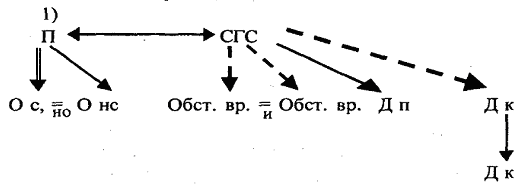 1)
П СГС
О с, = но О нс Обст. вр. = и Обст. вр. Д п Д к
Д к